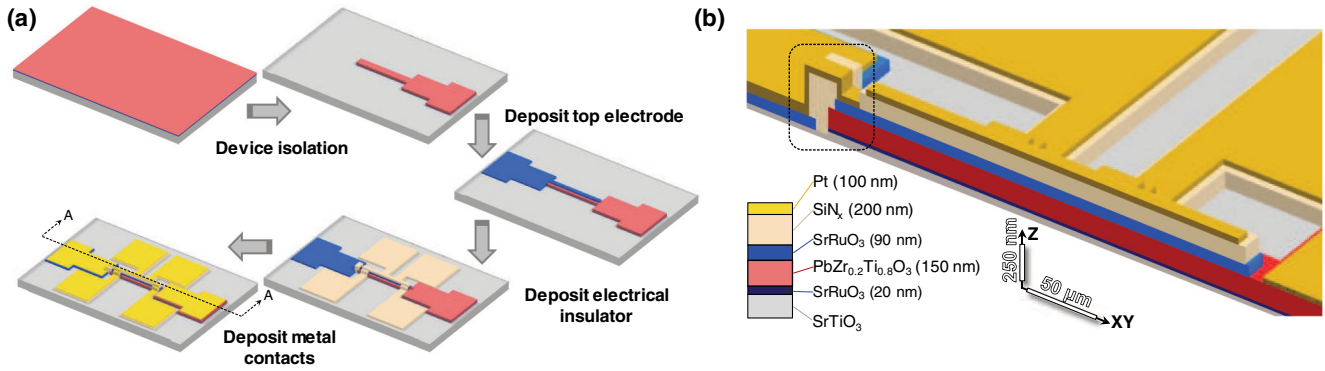 (a)
Device isolation
Deposit top electrode
Deposit electrical
insulator
Deposit metal
contacts
A
A
(b)
Pt (100 nm)
SiNₓ (200 nm)
SrRuO₃ (90 nm)
PbZr₀.₂Ti₀.₈O₃ (150 nm)
SrRuO₃ (20 nm)
SrTiO₃
250 nm
Z
50 μm
XY